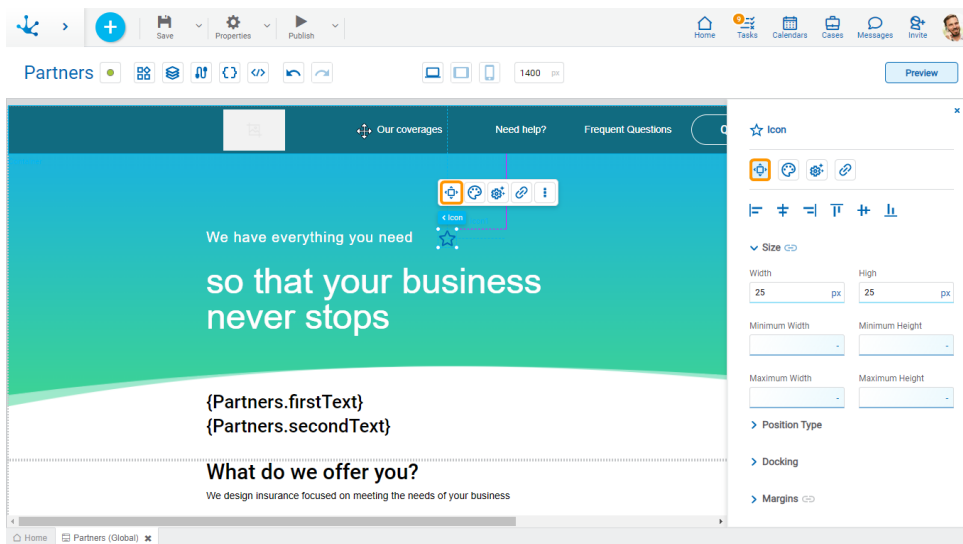 Save
Properties
Publish
Home
9
Tasks
Calendars
Cases
Messages
Invite
Partners
1400 px
Preview
Our coverages
Need help?
Frequent Questions
Icon
< Icon
We have everything you need
so that your business
never stops
{Partners.firstText}
{Partners.secondText}
What do we offer you?
We design insurance focused on meeting the needs of your business
Size
Width
High
25 px
25 px
Minimum Width
Minimum Height
-
-
Maximum Width
Maximum Height
-
-
Position Type
Docking
Margins
Home
Partners (Global)